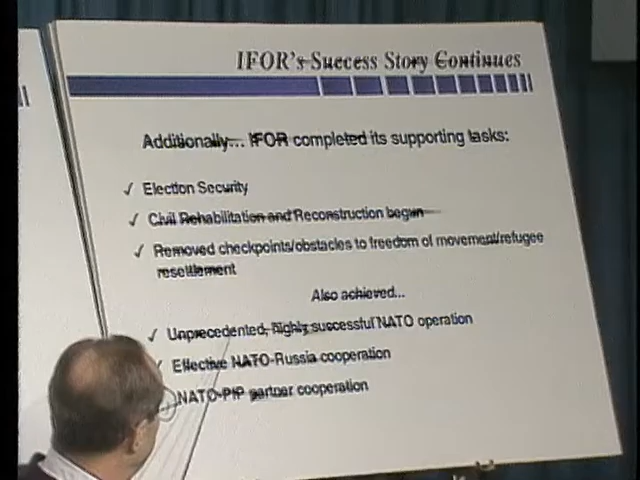 IFOR's Success Story Continues
Additionally... IFOR completed its supporting tasks:
✓ Election Security
✓ Civil Rehabilitation and Reconstruction begun
✓ Removed checkpoints/obstacles to freedom of movement/refugee
resettlement
Also achieved...
✓ Unprecedented, highly successful NATO operation
✓ Effective NATO-Russia cooperation
NATO-PfP partner cooperation